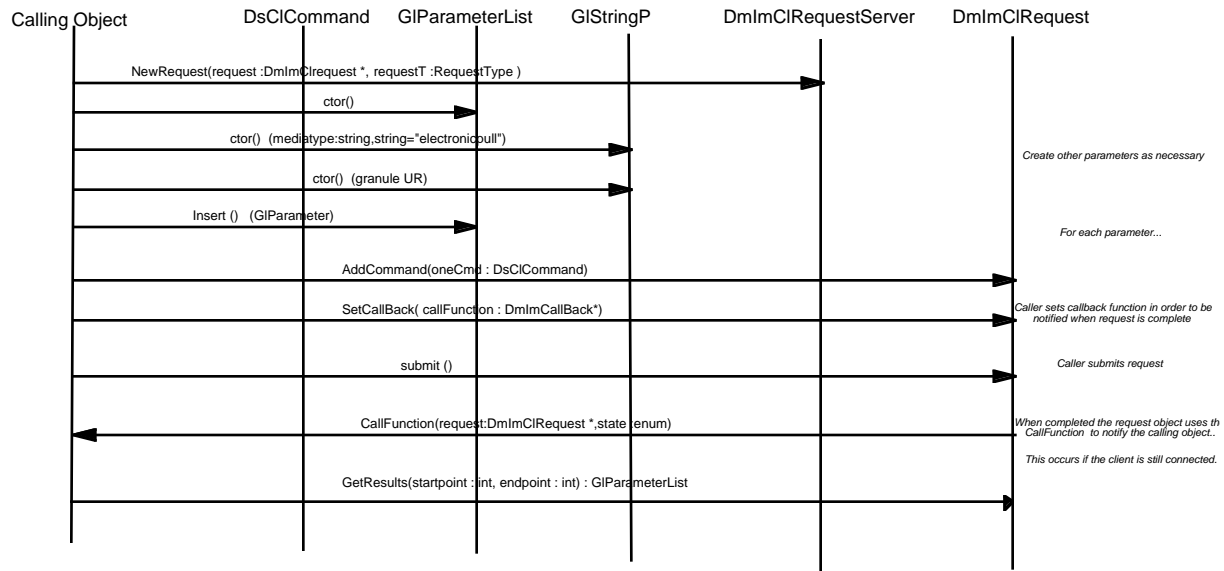 Calling Object DsClCommand GlParameterList GlStringP DmImClRequestServer DmImClRequest
NewRequest(request :DmImClrequest *, requestT :RequestType )
ctor()
ctor() (mediatype:string,string="electronicpull")
Create other parameters as necessary
ctor() (granule UR)
Insert () (GlParameter)
For each parameter...
AddCommand(oneCmd : DsClCommand)
SetCallBack( callFunction : DmImCallBack*)
Caller sets callback function in order to be
notified when request is complete
submit ()
Caller submits request
CallFunction(request:DmImClRequest *,state :enum)
When completed the request object uses th
CallFunction to notify the calling object..
This occurs if the client is still connected.
GetResults(startpoint : int, endpoint : int) : GlParameterList